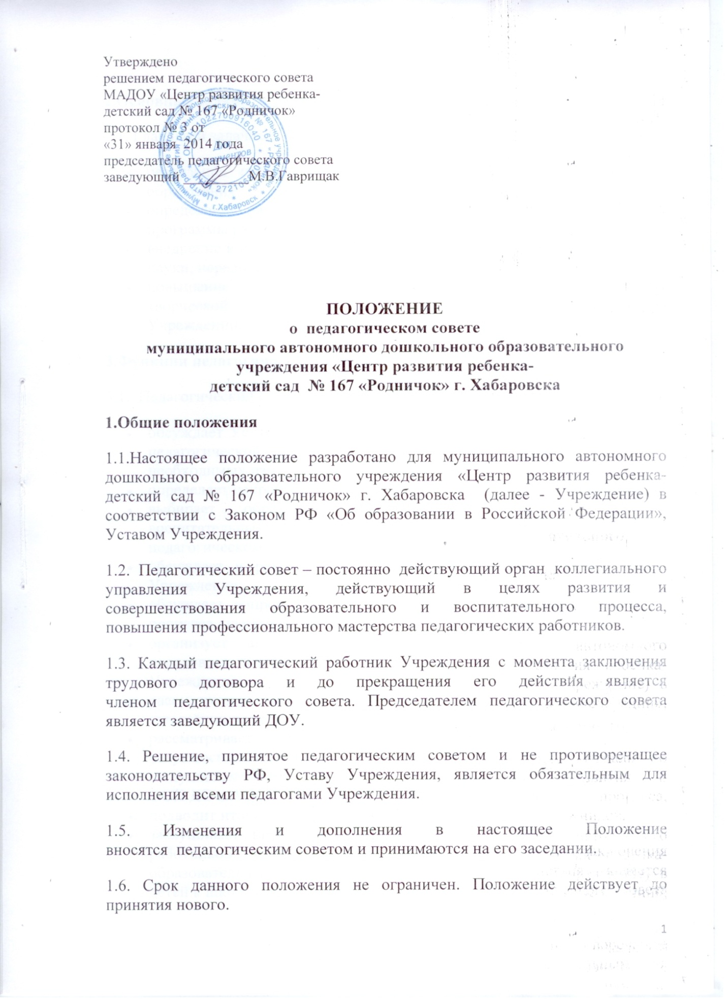 Утверждено
решением педагогического совета
МАДОУ «Центр развития ребенка-
детский сад № 167 «Родничок»
протокол № 3 от
«31» января  2014 года
председатель педагогического совета
заведующий __________ М.В.Гаврищак
г.Хабаровск
ПОЛОЖЕНИЕ
о  педагогическом совете
муниципального автономного дошкольного образовательного
учреждения «Центр развития ребенка-
детский сад  № 167 «Родничок» г. Хабаровска
1.Общие положения
1.1.Настоящее положение разработано для муниципального автономного
дошкольного образовательного учреждения «Центр развития ребенка-
детский сад № 167 «Родничок» г. Хабаровска  (далее - Учреждение) в
соответствии с Законом РФ «Об образовании в Российской Федерации»,
Уставом Учреждения.
1.2.  Педагогический совет – постоянно  действующий орган  коллегиального
управления Учреждения, действующий в целях развития и
совершенствования образовательного и воспитательного процесса,
повышения профессионального мастерства педагогических работников.
1.3. Каждый педагогический работник Учреждения с момента заключения
трудового договора и до прекращения его действия является
членом педагогического совета. Председателем педагогического совета
является заведующий ДОУ.
1.4. Решение, принятое педагогическим советом и не противоречащее
законодательству РФ, Уставу Учреждения, является обязательным для
исполнения всеми педагогами Учреждения.
1.5. Изменения и дополнения в настоящее Положение
вносятся  педагогическим советом и принимаются на его заседании.
1.6. Срок данного положения не ограничен. Положение действует до
принятия нового.
1